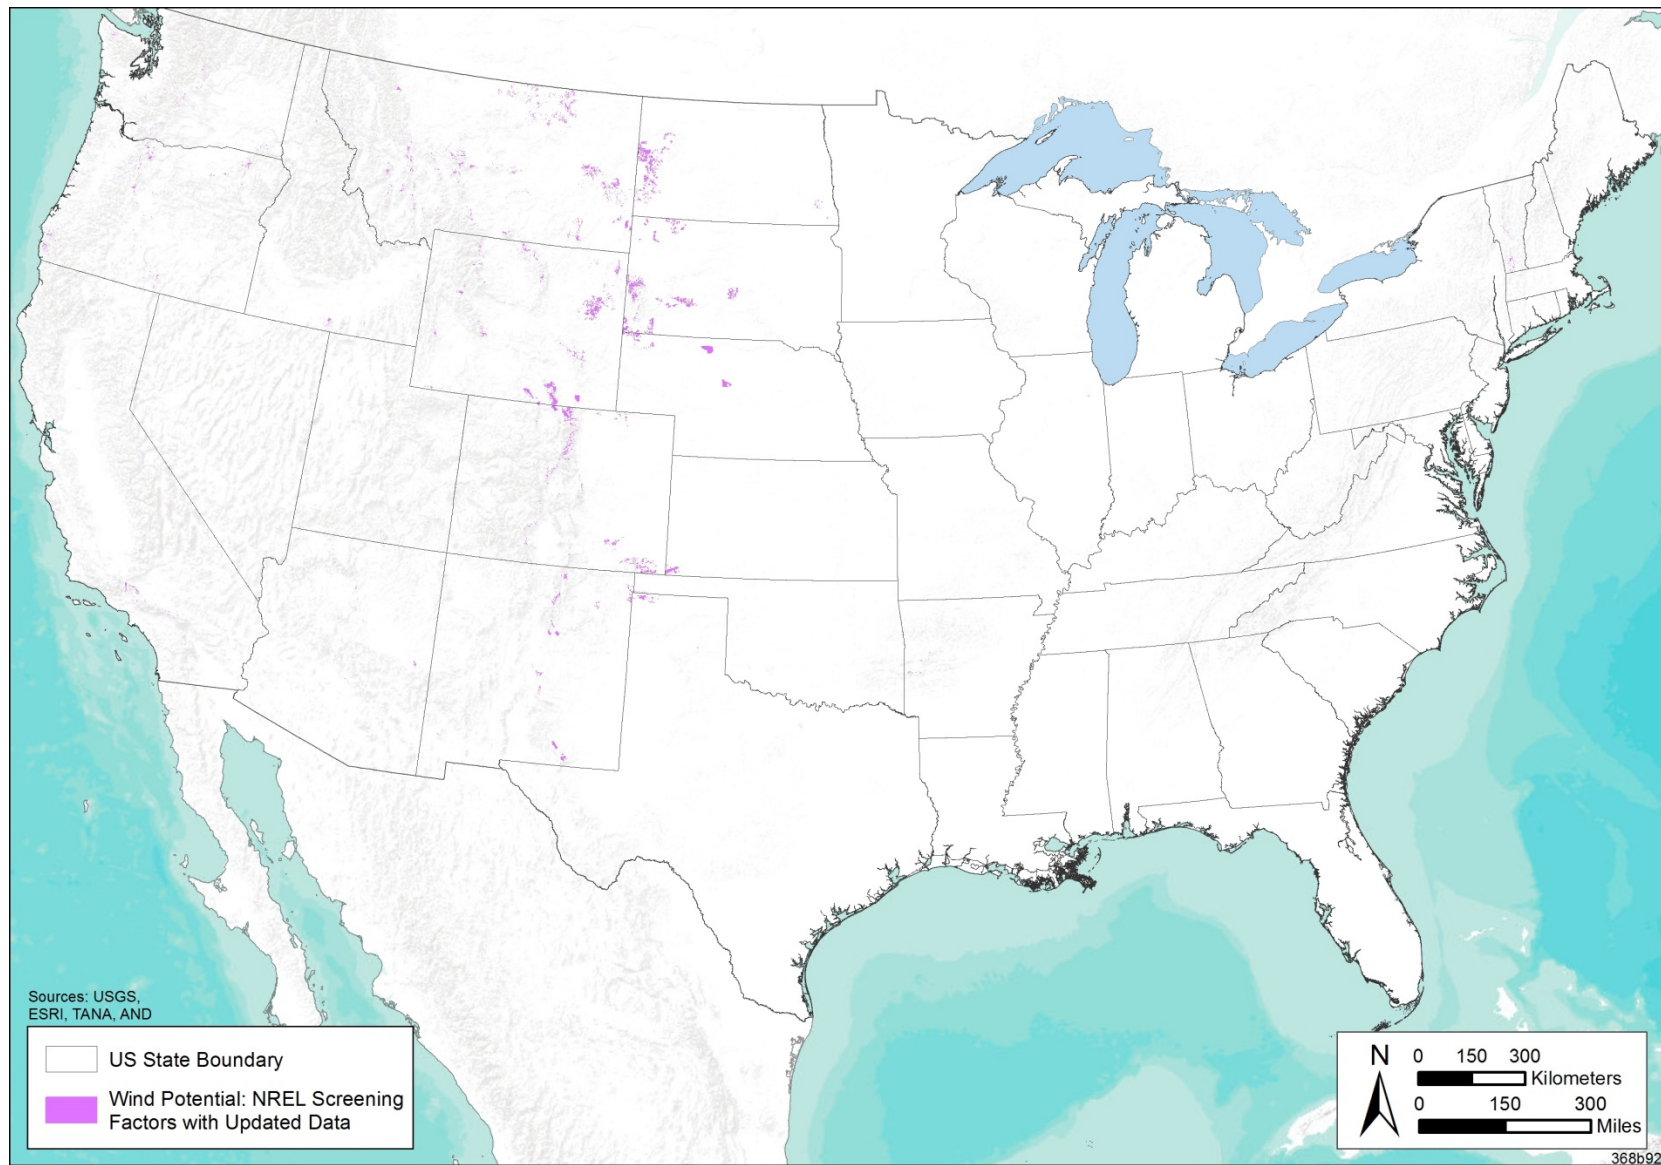 Sources: USGS,
ESRI, TANA, AND
US State Boundary
Wind Potential: NREL Screening
Factors with Updated Data
N
0 150 300
Kilometers
0 150 300
Miles
368b92